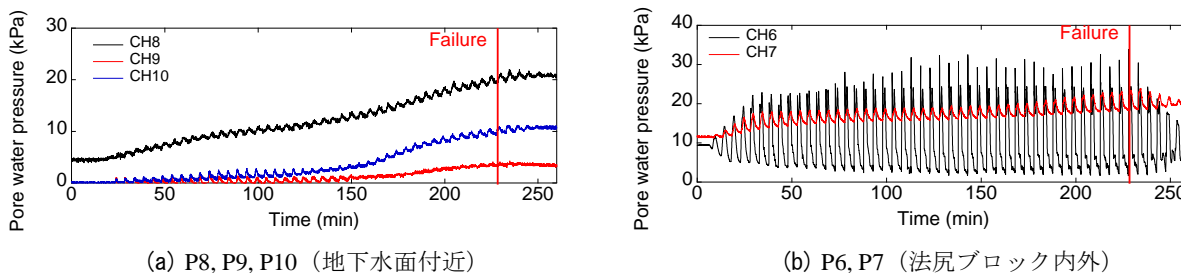 Pore water pressure (kPa)
30
20
10
0
CH8
CH9
CH10
Failure
0 50 100 150 200 250
Time (min)
(a) P8, P9, P10（地下水面付近）
Pore water pressure (kPa)
40
30
20
10
0
CH6
CH7
Failure
0 50 100 150 200 250
Time (min)
(b) P6, P7（法尻ブロック内外）